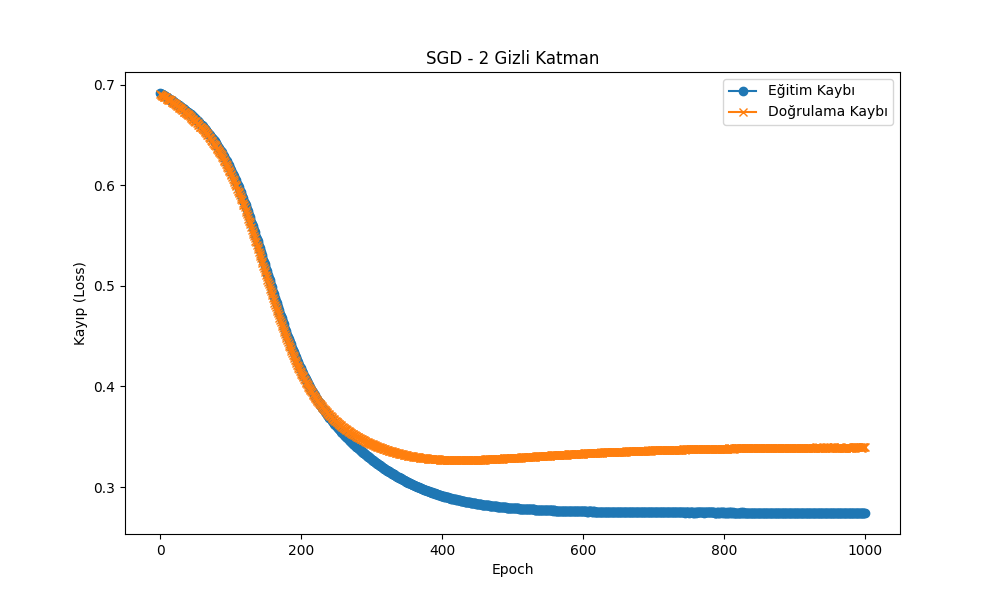 SGD - 2 Gizli Katman
Eğitim Kaybı
Doğrulama Kaybı
Kayıp (Loss)
0.7
0.6
0.5
0.4
0.3
0 200 400 600 800 1000
Epoch